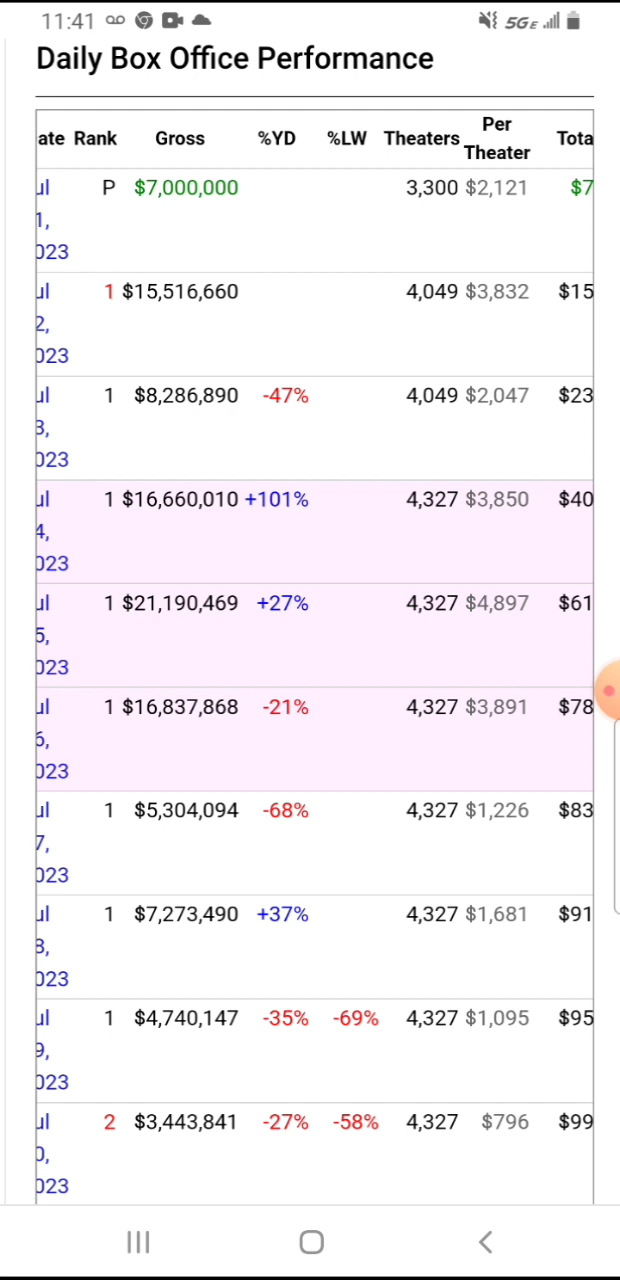 11:41 5GE
Daily Box Office Performance
ate Rank Gross %YD %LW Theaters Per Theater Tota
ul 1, 023 P $7,000,000 3,300 $2,121 $7
ul 2, 023 1 $15,516,660 4,049 $3,832 $15
ul 3, 023 1 $8,286,890 -47% 4,049 $2,047 $23
ul 4, 023 1 $16,660,010 +101% 4,327 $3,850 $40
ul 5, 023 1 $21,190,469 +27% 4,327 $4,897 $61
ul 6, 023 1 $16,837,868 -21% 4,327 $3,891 $78
ul 7, 023 1 $5,304,094 -68% 4,327 $1,226 $83
ul 8, 023 1 $7,273,490 +37% 4,327 $1,681 $91
ul 9, 023 1 $4,740,147 -35% -69% 4,327 $1,095 $95
ul 0, 023 2 $3,443,841 -27% -58% 4,327 $796 $99